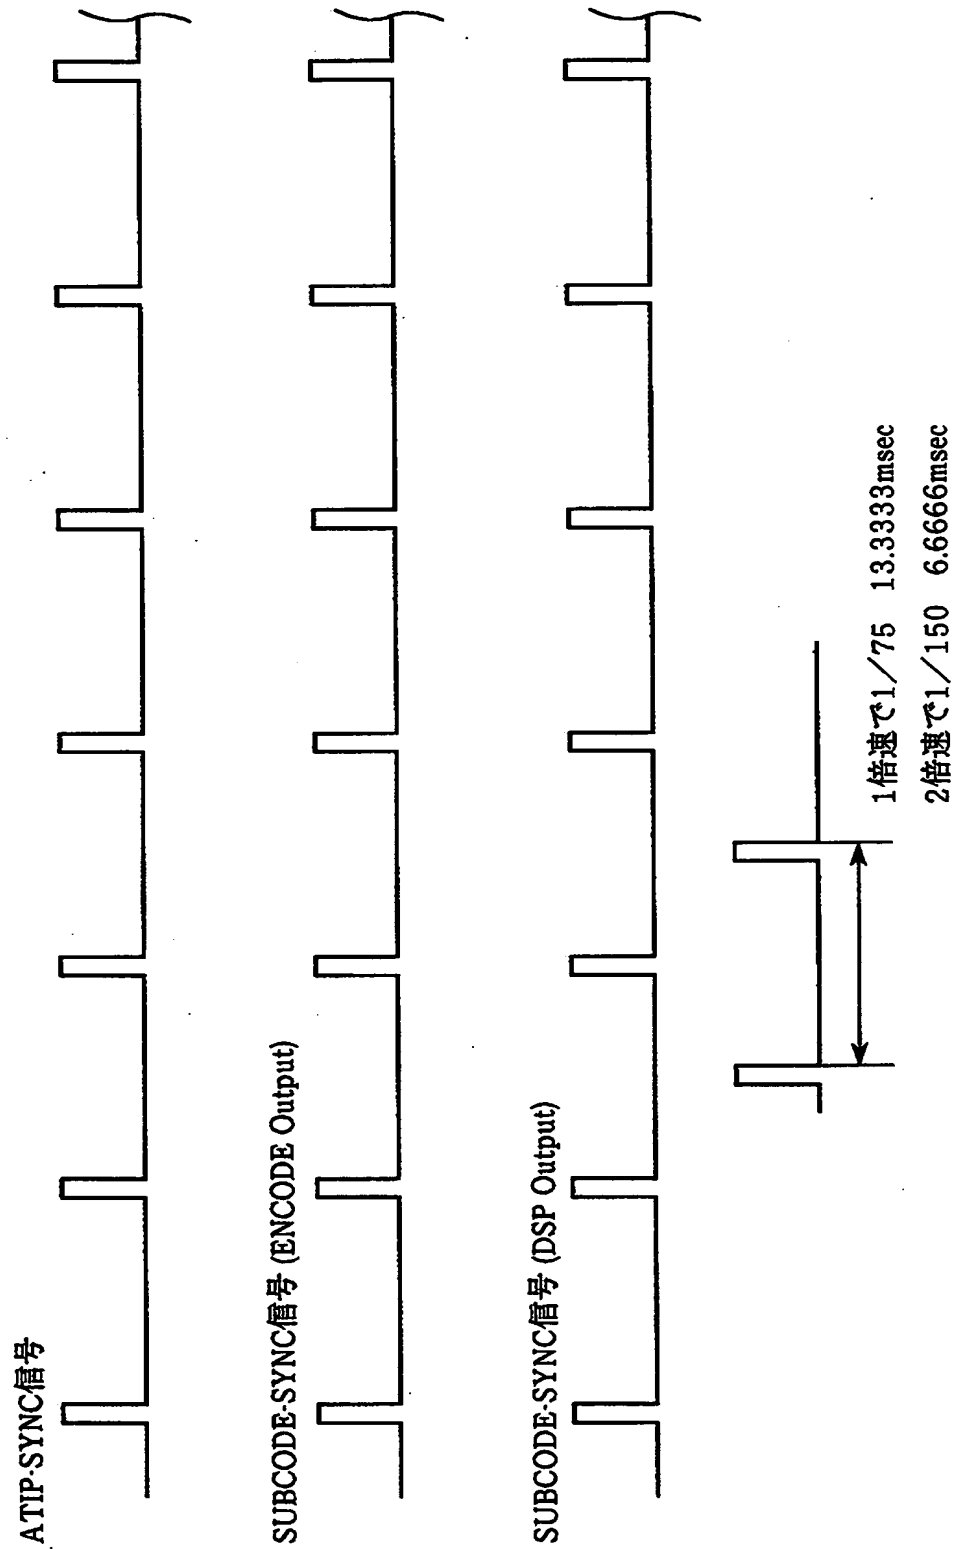 ATIP-SYNC信号
SUBCODE-SYNC信号 (ENCODE Output)
SUBCODE-SYNC信号 (DSP Output)
1倍速で1／75 13.3333msec
2倍速で1／150 6.6666msec